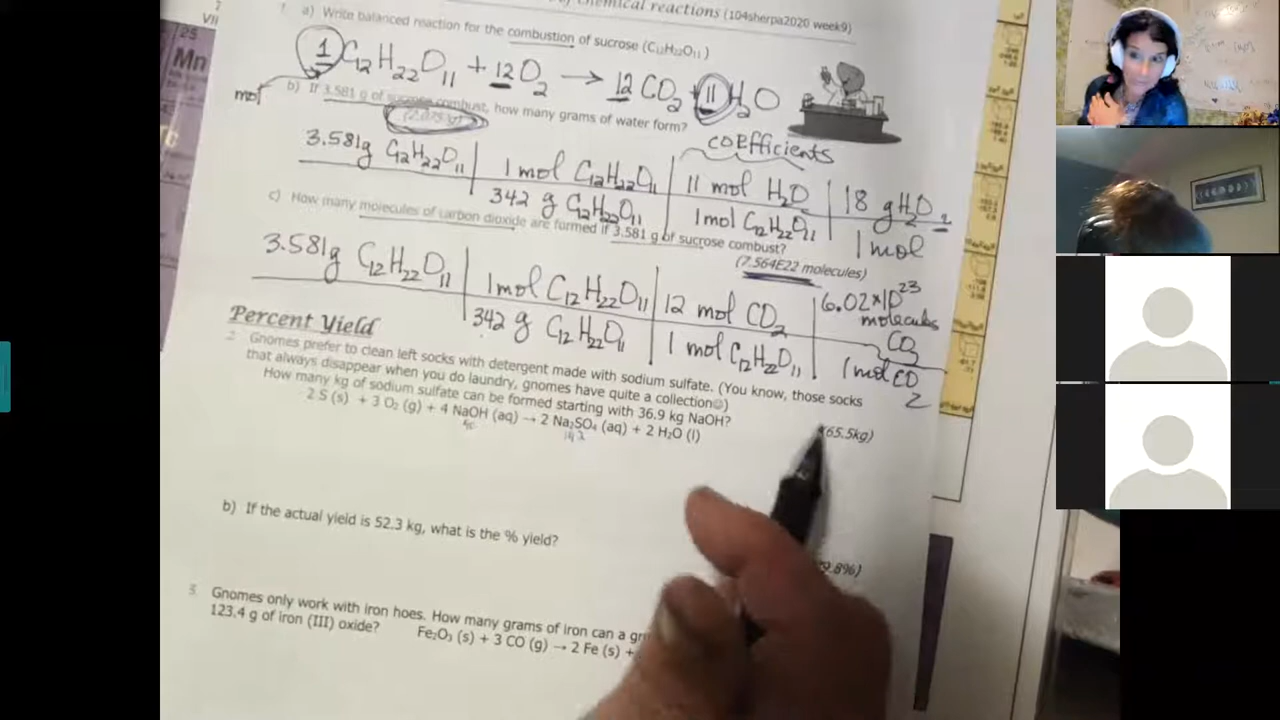 chemical reactions (104sherpa2020 week9)
a) Write balanced reaction for the combustion of sucrose (C₁₂H₂₂O₁₁)
1 C₁₂H₂₂O₁₁ + 12 O₂ → 12 CO₂ + 11 H₂O
mol
b) If 3.581 g of sucrose combust, how many grams of water form?
(2.075 g)
coefficients
3.581g C₁₂H₂₂O₁₁ | 1 mol C₁₂H₂₂O₁₁ | 11 mol H₂O | 18 g H₂O
342 g C₁₂H₂₂O₁₁ | 1 mol C₁₂H₂₂O₁₁ | 1 mol
c) How many molecules of carbon dioxide are formed if 3.581 g of sucrose combust?
(7.564E22 molecules)
3.581g C₁₂H₂₂O₁₁ | 1 mol C₁₂H₂₂O₁₁ | 12 mol CO₂ | 6.02×10²³ molecules CO₂
342 g C₁₂H₂₂O₁₁ | 1 mol C₁₂H₂₂O₁₁ | 1 mol CO₂
Percent Yield
2. Gnomes prefer to clean left socks with detergent made with sodium sulfate. (You know, those socks
that always disappear when you do laundry, gnomes have quite a collection☺)
How many kg of sodium sulfate can be formed starting with 36.9 kg NaOH?
2 S (s) + 3 O₂ (g) + 4 NaOH (aq) → 2 Na₂SO₄ (aq) + 2 H₂O (l)
(65.5kg)
b) If the actual yield is 52.3 kg, what is the % yield?
9.8%)
3. Gnomes only work with iron hoes. How many grams of iron can a
123.4 g of iron (III) oxide? Fe₂O₃ (s) + 3 CO (g) → 2 Fe (s) +
25
Mn
VII